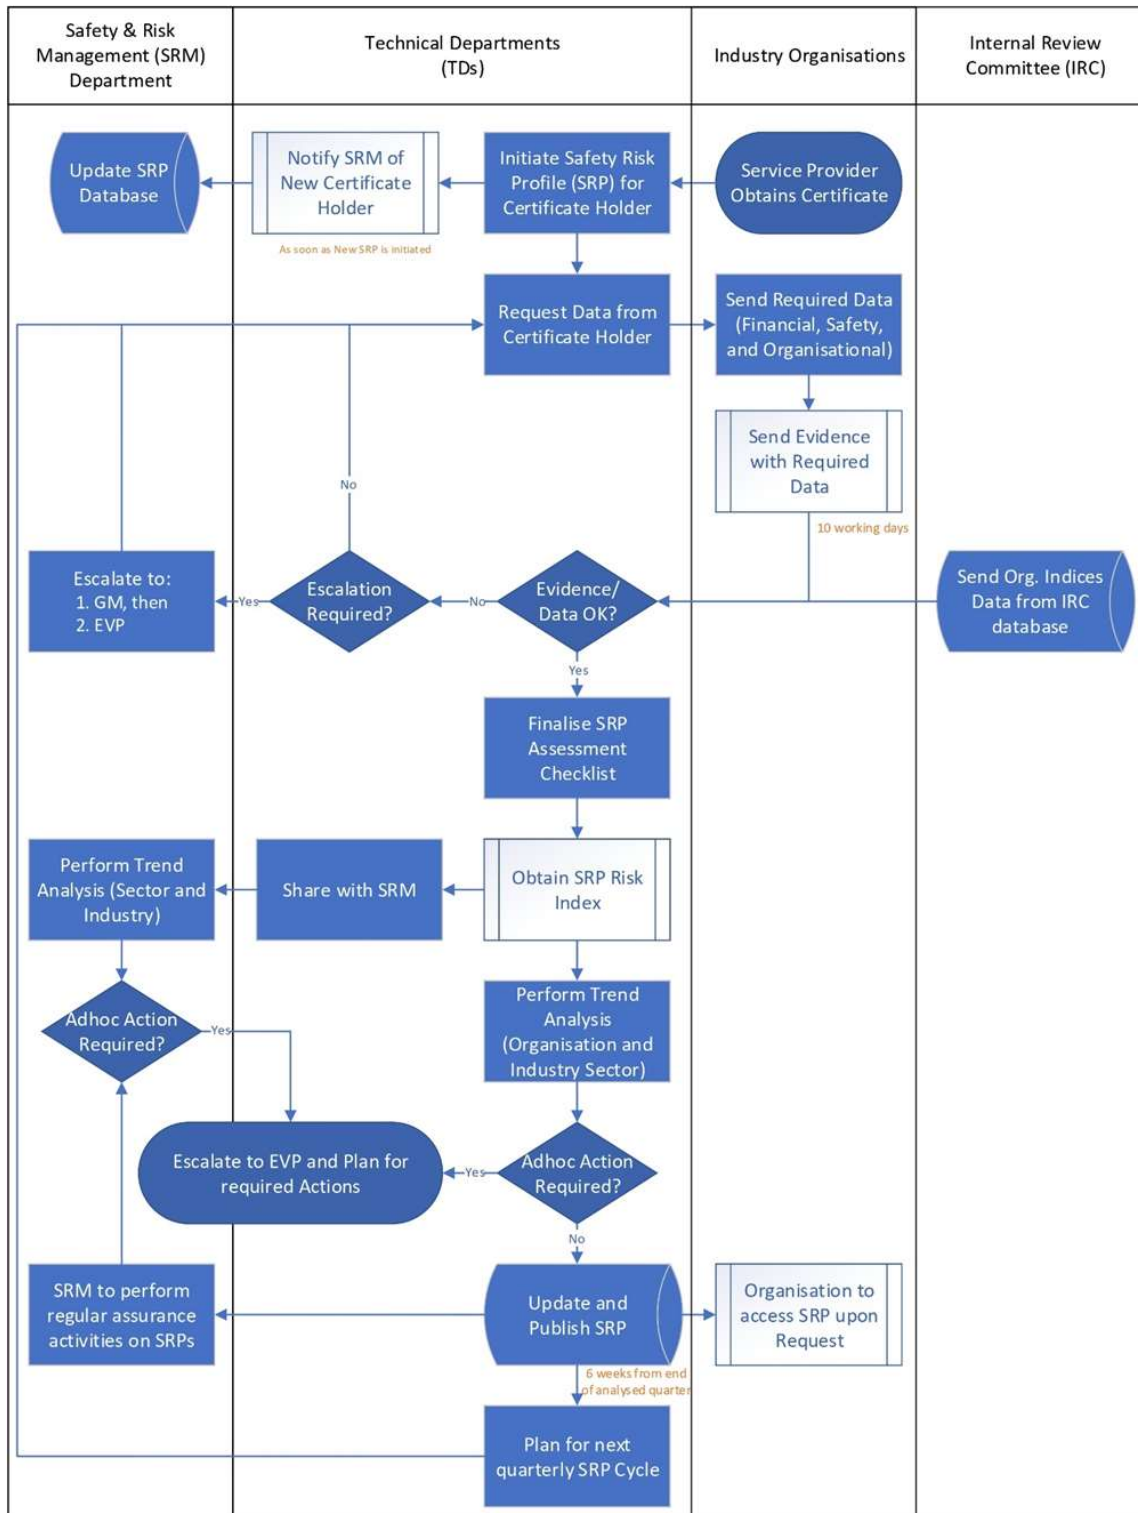 Safety & Risk
Management (SRM)
Department
Technical Departments
(TDs)
Industry Organisations
Internal Review
Committee (IRC)
Update SRP
Database
Notify SRM of
New Certificate
Holder
As soon as New SRP is initiated
Initiate Safety Risk
Profile (SRP) for
Certificate Holder
Service Provider
Obtains Certificate
Request Data from
Certificate Holder
Send Required Data
(Financial, Safety,
and Organisational)
Send Evidence
with Required
Data
10 working days
No
Escalate to:
1. GM, then
2. EVP
Yes
Escalation
Required?
No
Evidence/
Data OK?
Send Org. Indices
Data from IRC
database
Yes
Finalise SRP
Assessment
Checklist
Perform Trend
Analysis (Sector and
Industry)
Share with SRM
Obtain SRP Risk
Index
Adhoc Action
Required?
Yes
Perform Trend
Analysis
(Organisation and
Industry Sector)
Escalate to EVP and Plan for
required Actions
Yes
Adhoc Action
Required?
No
SRM to perform
regular assurance
activities on SRPs
Update and
Publish SRP
Organisation to
access SRP upon
Request
6 weeks from end
of analysed quarter
Plan for next
quarterly SRP Cycle